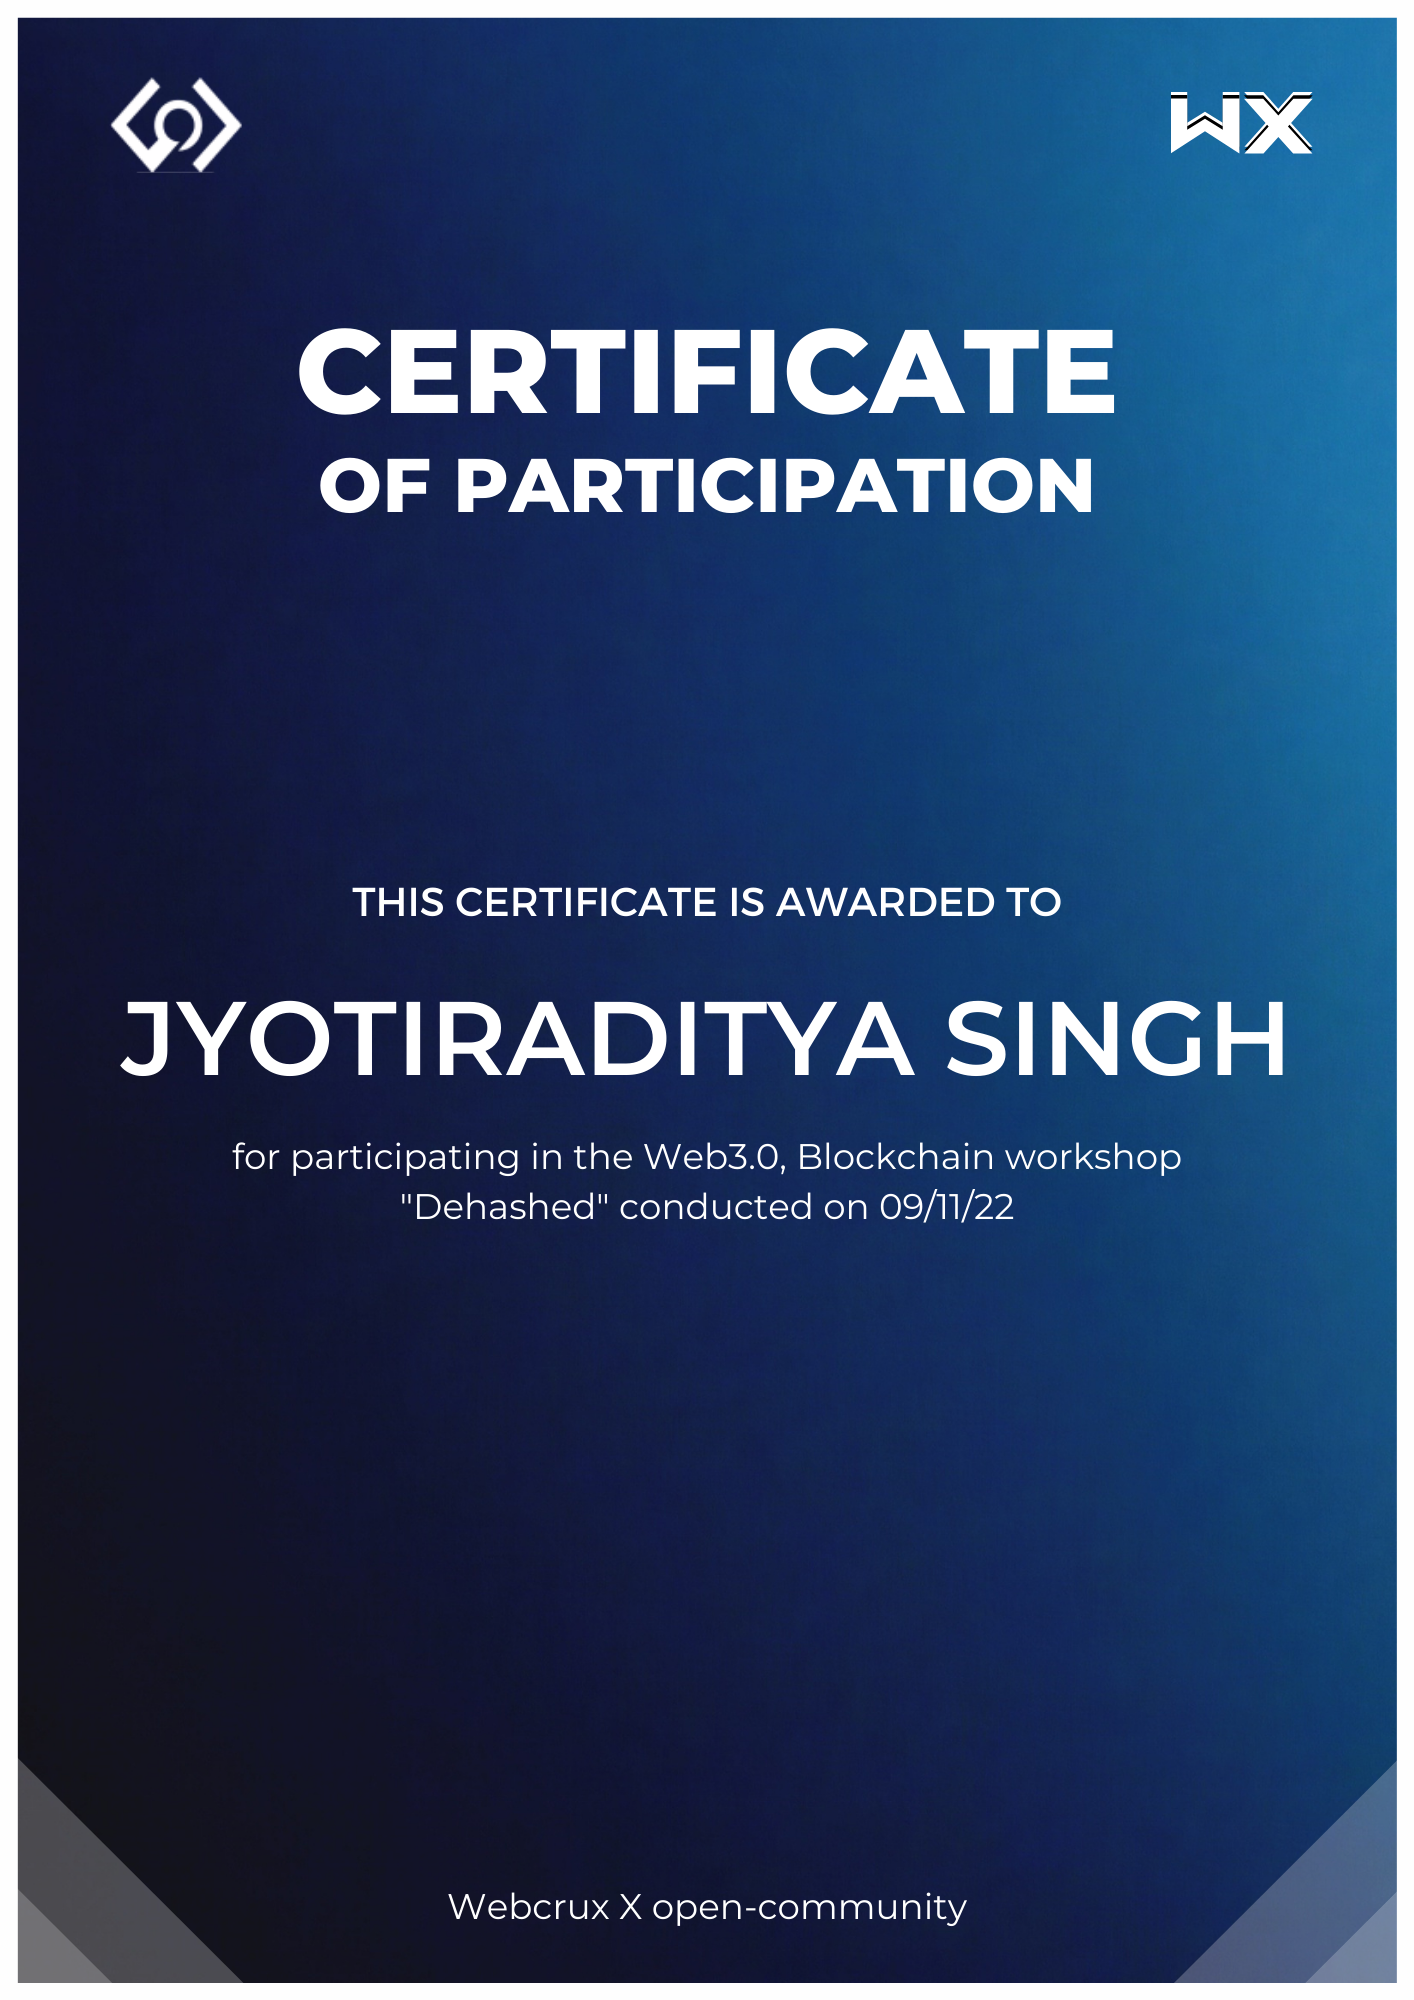 WX
CERTIFICATE
OF PARTICIPATION
THIS CERTIFICATE IS AWARDED TO
JYOTIRADITYA SINGH
for participating in the Web3.0, Blockchain workshop
"Dehashed" conducted on 09/11/22
Webcrux X open-community